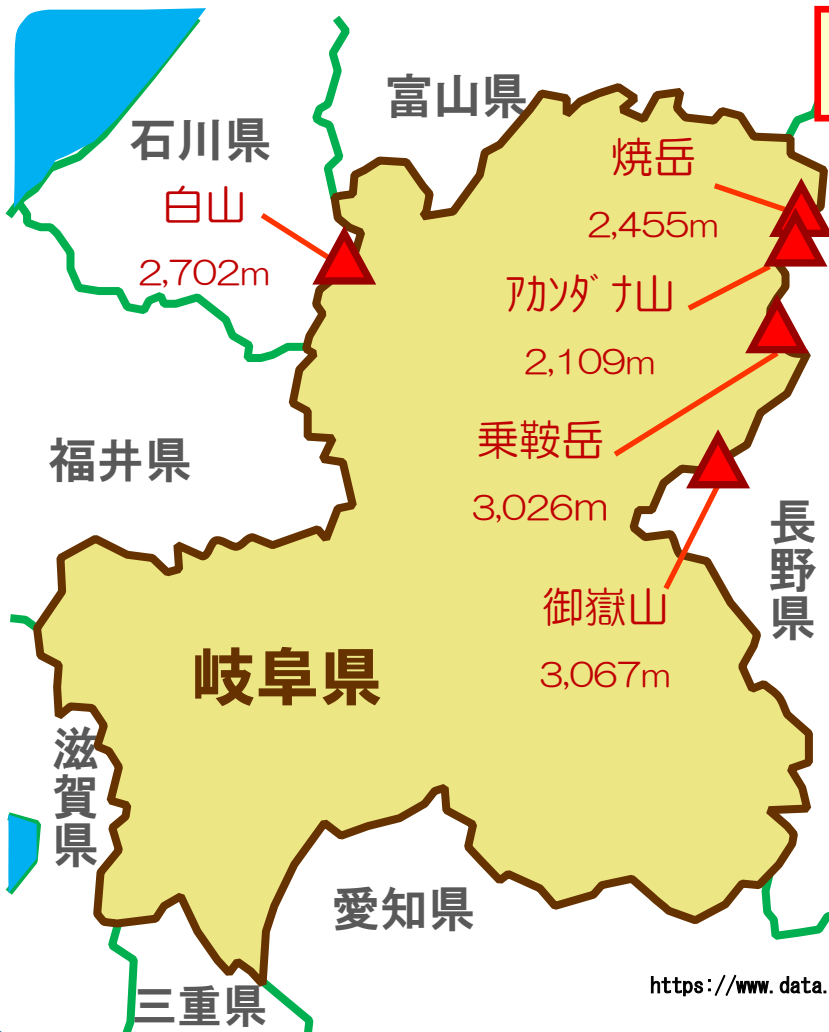 富山県
石川県
焼岳
2,455m
白山
2,702m
ｱｶﾝﾀﾞﾅ山
2,109m
乗鞍岳
3,026m
福井県
長野県
御嶽山
3,067m
岐阜県
滋賀県
愛知県
三重県
https://www.data.